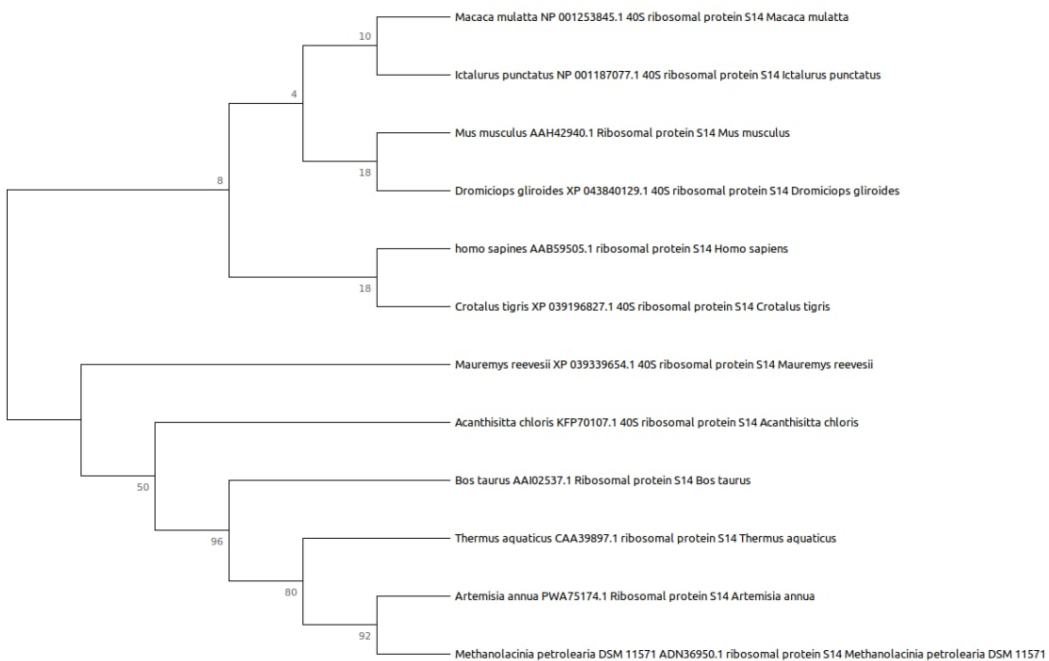 Macaca mulatta NP 001253845.1 40S ribosomal protein S14 Macaca mulatta
10
Ictalurus punctatus NP 001187077.1 40S ribosomal protein S14 Ictalurus punctatus
4
Mus musculus AAH42940.1 Ribosomal protein S14 Mus musculus
18
Dromiciops gliroides XP 043840129.1 40S ribosomal protein S14 Dromiciops gliroides
8
homo sapines AAB59505.1 ribosomal protein S14 Homo sapiens
18
Crotalus tigris XP 039196827.1 40S ribosomal protein S14 Crotalus tigris
Mauremys reevesii XP 039339654.1 40S ribosomal protein S14 Mauremys reevesii
Acanthisitta chloris KFP70107.1 40S ribosomal protein S14 Acanthisitta chloris
50
Bos taurus AAI02537.1 Ribosomal protein S14 Bos taurus
96
Thermus aquaticus CAA39897.1 ribosomal protein S14 Thermus aquaticus
80
Artemisia annua PWA75174.1 Ribosomal protein S14 Artemisia annua
92
Methanolacinia petrolearia DSM 11571 ADN36950.1 ribosomal protein S14 Methanolacinia petrolearia DSM 11571